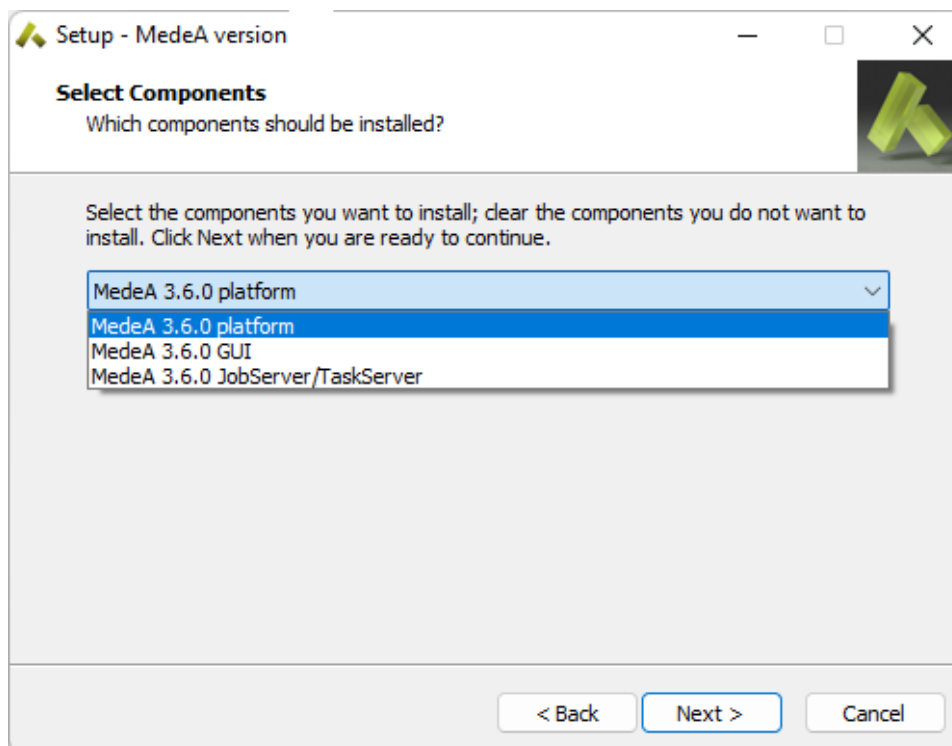 Setup - MedeA version
Select Components
Which components should be installed?
Select the components you want to install; clear the components you do not want to
install. Click Next when you are ready to continue.
MedeA 3.6.0 platform
MedeA 3.6.0 platform
MedeA 3.6.0 GUI
MedeA 3.6.0 JobServer/TaskServer
< Back
Next >
Cancel